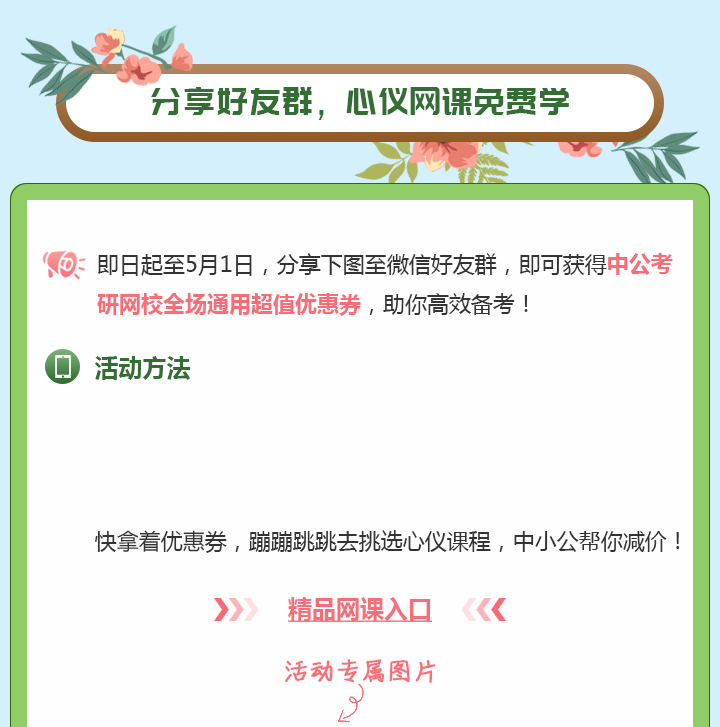 分享好友群，心仪网课免费学
即日起至5月1日，分享下图至微信好友群，即可获得中公考
研网校全场通用超值优惠券，助你高效备考！
活动方法
快拿着优惠券，蹦蹦跳跳去挑选心仪课程，中小公帮你减价！
精品网课入口
活动专属图片